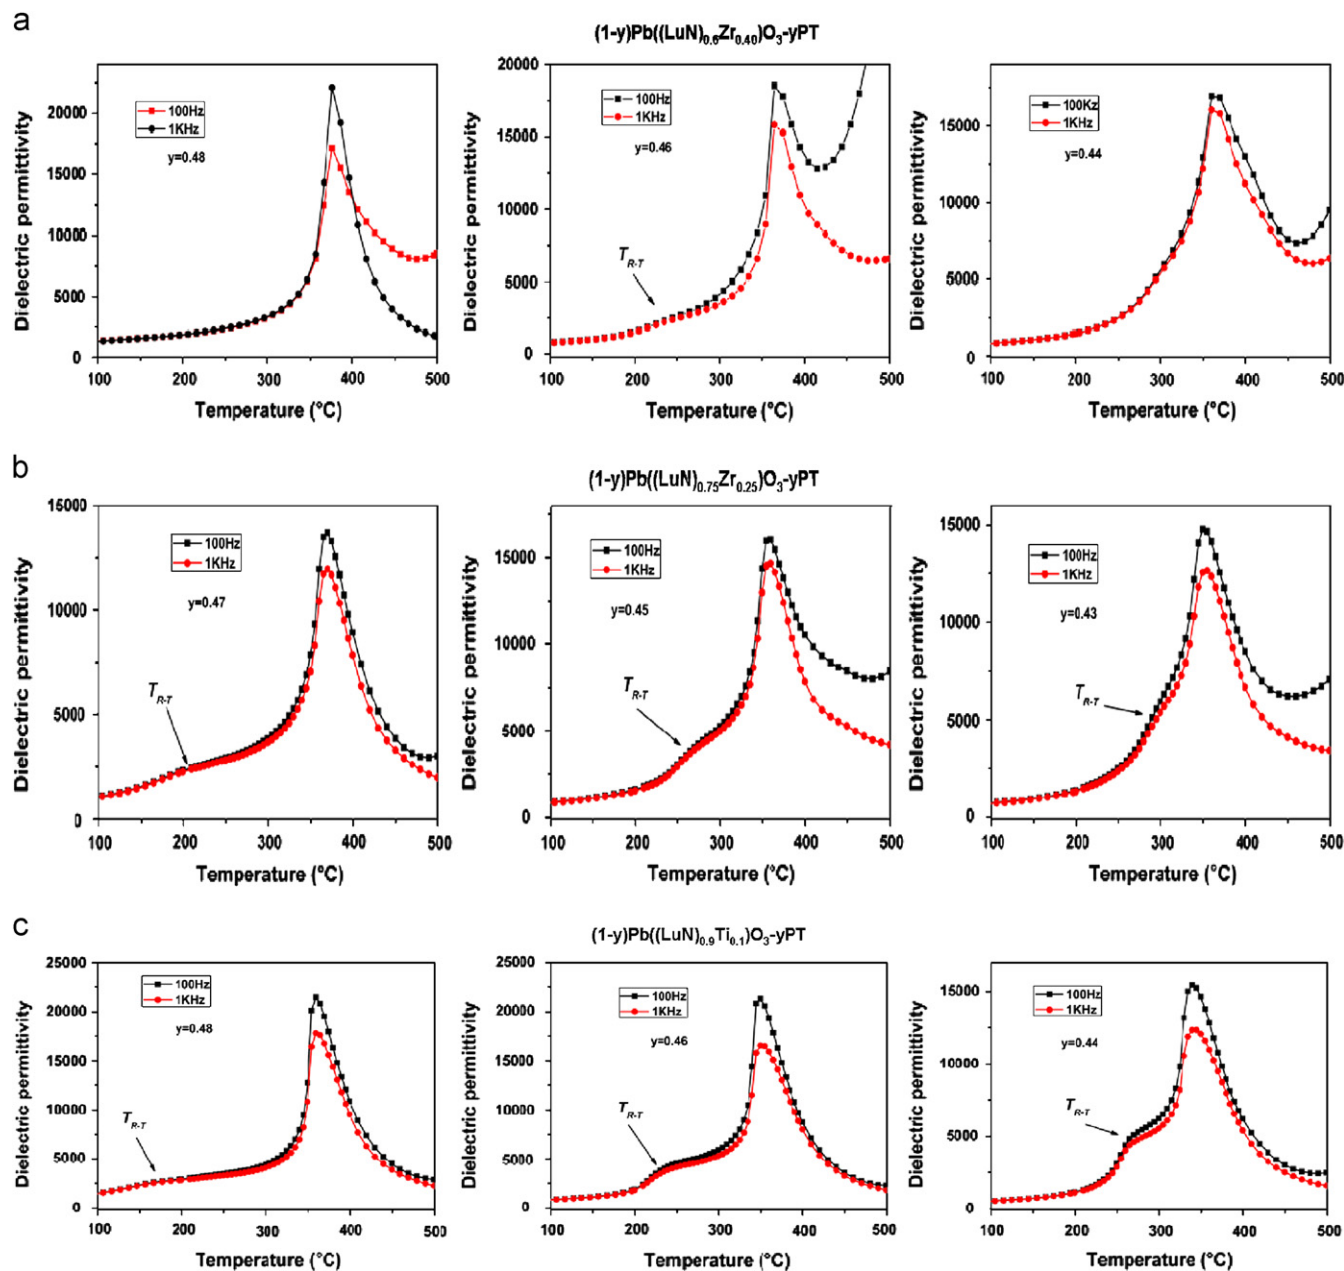 a
(1-y)Pb((LuN)0.6Zr0.40)O3-yPT
Dielectric permittivity
20000
15000
10000
5000
0
100Hz
1KHz
y=0.48
100 200 300 400 500
Temperature (°C)
Dielectric permittivity
20000
15000
10000
5000
0
100Hz
1KHz
y=0.46
TR-T
100 200 300 400 500
Temperature (°C)
Dielectric permittivity
15000
10000
5000
0
100Kz
1KHz
y=0.44
100 200 300 400 500
Temperature (°C)
b
(1-y)Pb((LuN)0.75Zr0.25)O3-yPT
Dielectric permittivity
15000
10000
5000
0
100Hz
1KHz
y=0.47
TR-T
100 200 300 400 500
Temperature (°C)
Dielectric permittivity
15000
10000
5000
0
100Hz
1KHz
y=0.45
TR-T
100 200 300 400 500
Temperature (°C)
Dielectric permittivity
15000
10000
5000
0
100Hz
1KHz
y=0.43
TR-T
100 200 300 400 500
Temperature (°C)
c
(1-y)Pb((LuN)0.9Ti0.1)O3-yPT
Dielectric permittivity
25000
20000
15000
10000
5000
0
100Hz
1KHz
y=0.48
TR-T
100 200 300 400 500
Temperature (°C)
Dielectric permittivity
25000
20000
15000
10000
5000
0
100Hz
1KHz
y=0.46
TR-T
100 200 300 400 500
Temperature (°C)
Dielectric permittivity
15000
10000
5000
0
100Hz
1KHz
y=0.44
TR-T
100 200 300 400 500
Temperature (°C)